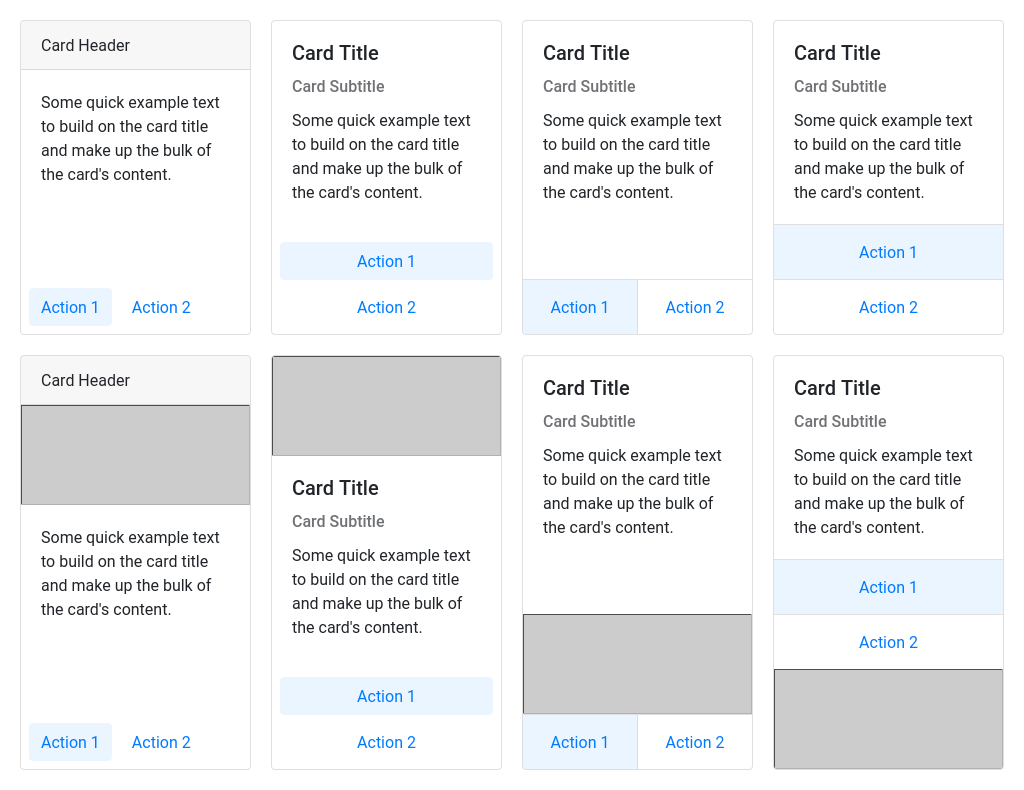 Card Header
Some quick example text
to build on the card title
and make up the bulk of
the card's content.
Action 1
Action 2
Card Title
Card Subtitle
Some quick example text
to build on the card title
and make up the bulk of
the card's content.
Action 1
Action 2
Card Title
Card Subtitle
Some quick example text
to build on the card title
and make up the bulk of
the card's content.
Action 1
Action 2
Card Title
Card Subtitle
Some quick example text
to build on the card title
and make up the bulk of
the card's content.
Action 1
Action 2
Card Header
Some quick example text
to build on the card title
and make up the bulk of
the card's content.
Action 1
Action 2
Card Title
Card Subtitle
Some quick example text
to build on the card title
and make up the bulk of
the card's content.
Action 1
Action 2
Card Title
Card Subtitle
Some quick example text
to build on the card title
and make up the bulk of
the card's content.
Action 1
Action 2
Card Title
Card Subtitle
Some quick example text
to build on the card title
and make up the bulk of
the card's content.
Action 1
Action 2